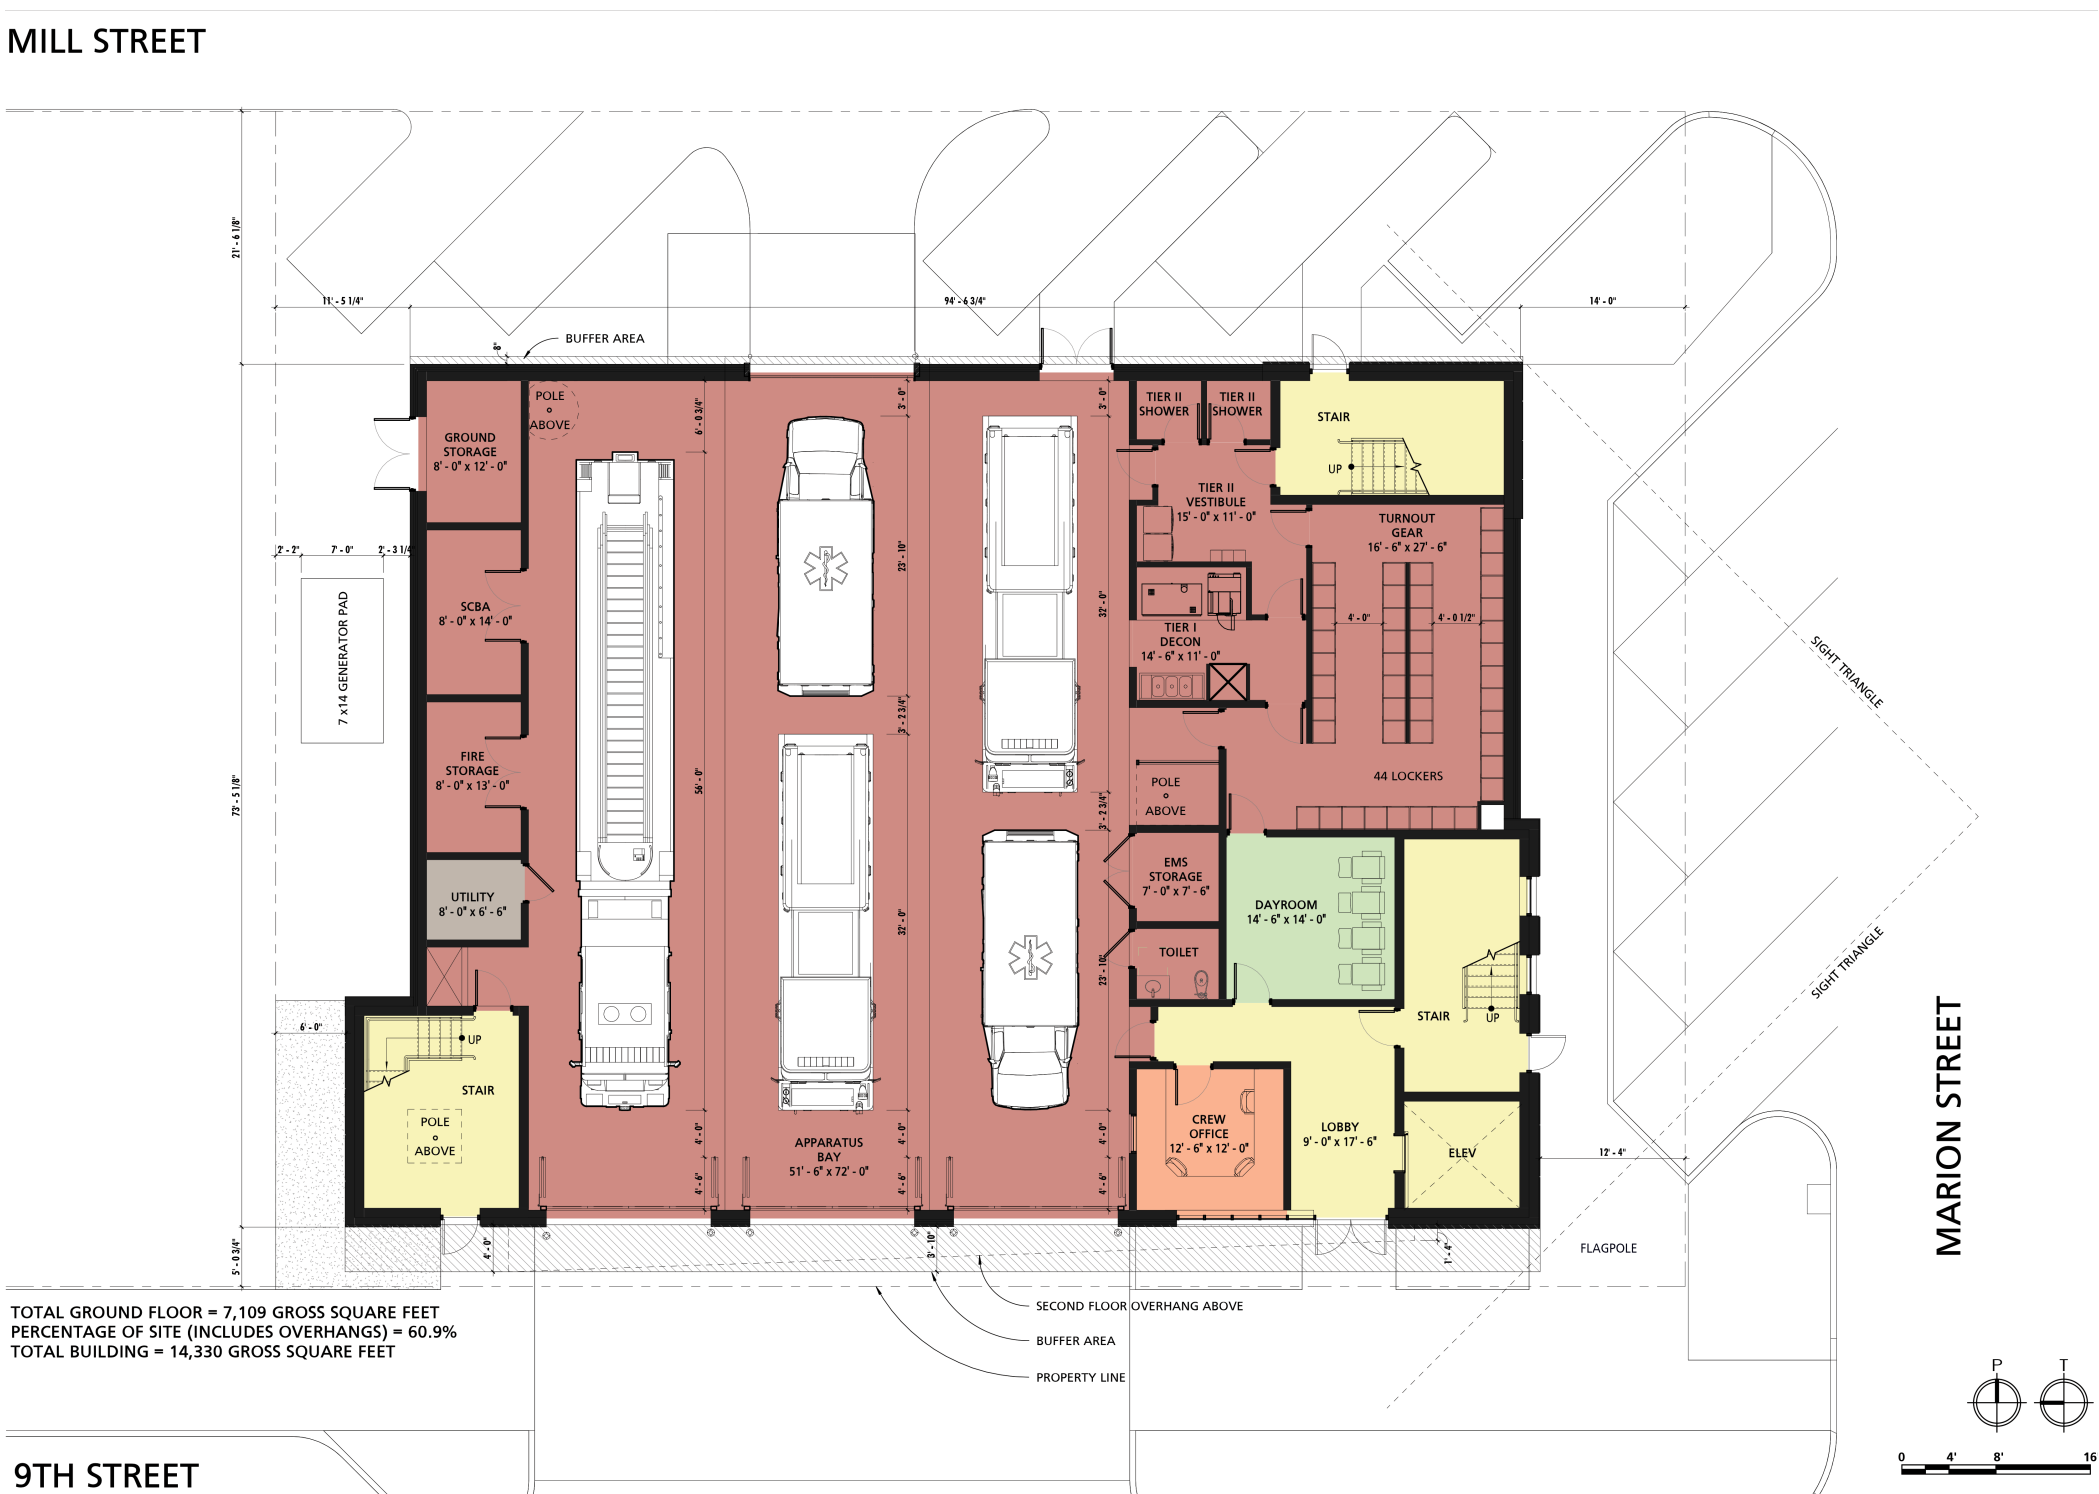 MILL STREET
21' - 6 1/8"
11' - 5 1/4"
94' - 6 3/4"
14' - 0"
8"
BUFFER AREA
POLE
ABOVE
6' - 0 3/4"
3' - 0"
3' - 0"
TIER II
SHOWER
TIER II
SHOWER
STAIR
UP
GROUND
STORAGE
8' - 0" x 12' - 0"
TIER II
VESTIBULE
15' - 0" x 11' - 0"
TURNOUT
GEAR
16' - 6" x 27' - 6"
2' - 2"
7' - 0"
2' - 3 1/4"
23' - 10"
32' - 0"
7 x14 GENERATOR PAD
SCBA
8' - 0" x 14' - 0"
TIER I
DECON
14' - 6" x 11' - 0"
4' - 0"
4' - 0 1/2"
SIGHT TRIANGLE
3' - 2 3/4"
FIRE
STORAGE
8' - 0" x 13' - 0"
56' - 0"
73' - 5 1/8"
44 LOCKERS
POLE
ABOVE
3' - 2 3/4"
EMS
STORAGE
7' - 0" x 7' - 6"
UTILITY
8' - 0" x 6' - 6"
32' - 0"
DAYROOM
14' - 6" x 14' - 0"
TOILET
23' - 10"
SIGHT TRIANGLE
STAIR
UP
6' - 0"
UP
STAIR
POLE
ABOVE
MARION STREET
CREW
OFFICE
12' - 6" x 12' - 0"
LOBBY
9' - 0" x 17' - 6"
ELEV
12' - 4"
APPARATUS
BAY
51' - 6" x 72' - 0"
4' - 0"
4' - 0"
4' - 0"
4' - 6"
4' - 6"
4' - 6"
5' - 0 3/4"
4' - 0"
3' - 10"
1' - 4"
FLAGPOLE
SECOND FLOOR OVERHANG ABOVE
BUFFER AREA
PROPERTY LINE
TOTAL GROUND FLOOR = 7,109 GROSS SQUARE FEET
PERCENTAGE OF SITE (INCLUDES OVERHANGS) = 60.9%
TOTAL BUILDING = 14,330 GROSS SQUARE FEET
P
T
0
4'
8'
16
9TH STREET